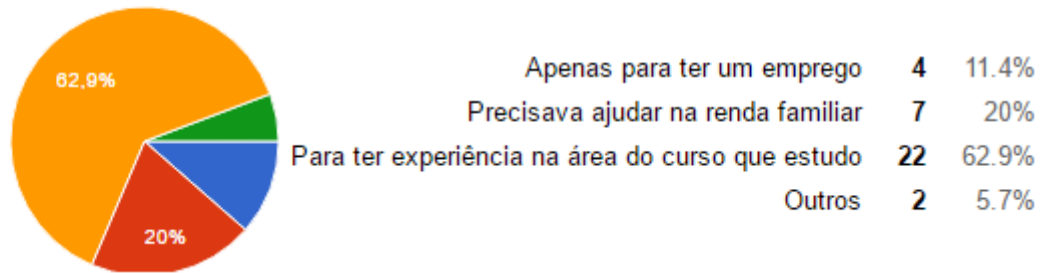 62,9%
20%
Apenas para ter um emprego 4 11.4%
Precisava ajudar na renda familiar 7 20%
Para ter experiência na área do curso que estudo 22 62.9%
Outros 2 5.7%